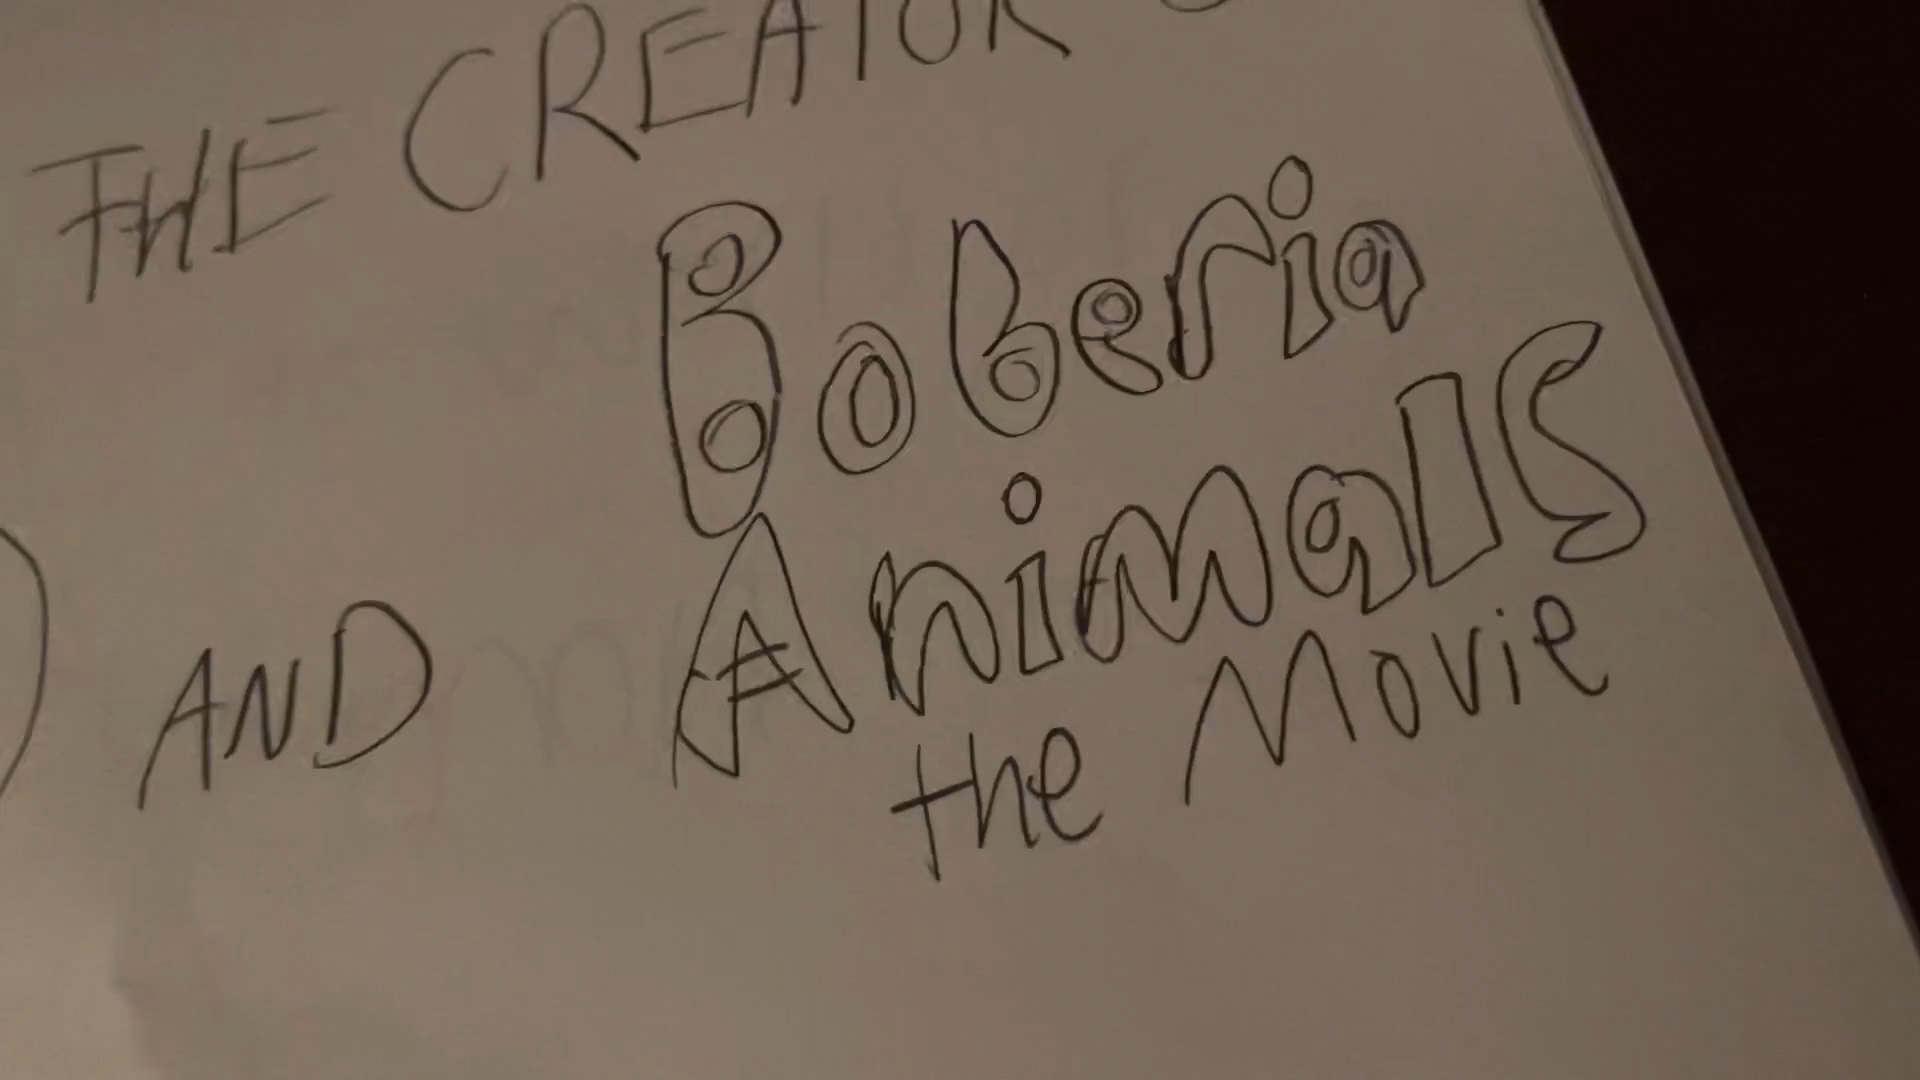 THE CREATOR
Boberia
AND Animals
the Movie